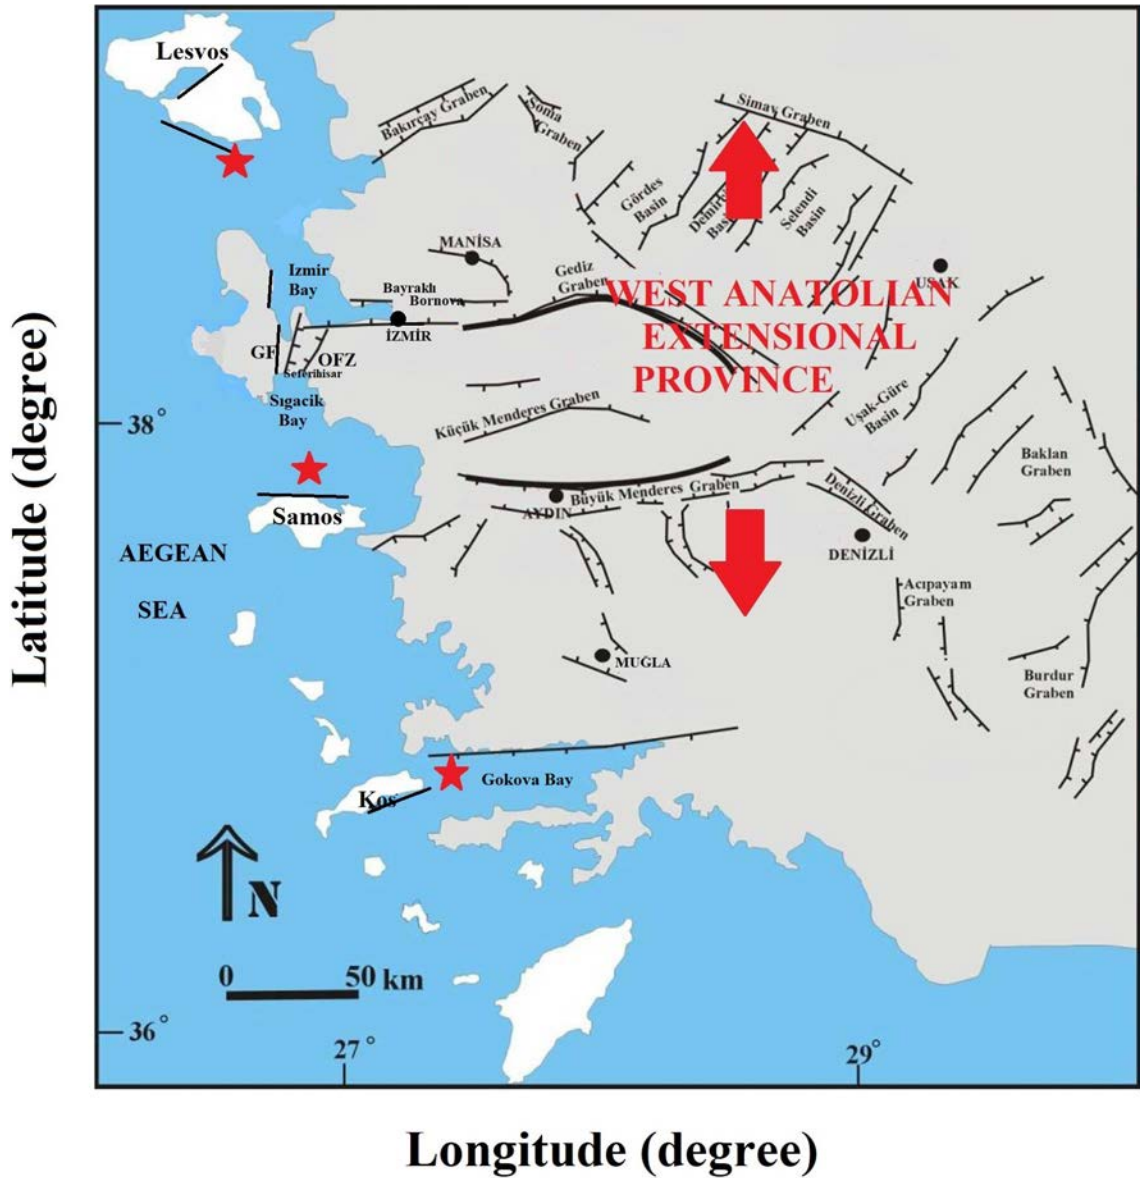 Lesvos
Bakırçay Graben
Soma
Graben
Simav Graben
Gördes
Basin
Selendi
Basin
MANİSA
Izmir
Bay
Bayraklı
Bornova
Gediz
Graben
UŞAK
WEST ANATOLIAN
EXTENSIONAL
PROVINCE
İZMİR
GF
OFZ
Seferihisar
Sıgacik
Bay
Küçük Menderes Graben
Uşak-Güre
Basin
Baklan
Graben
38°
Samos
Büyük Menderes Graben
AYDIN
Denizli Graben
DENİZLİ
AEGEAN
SEA
Acıpayam
Graben
MUĞLA
Burdur
Graben
Gokova Bay
Kos
N
0 50 km
36°
27°
29°
Latitude (degree)
Longitude (degree)